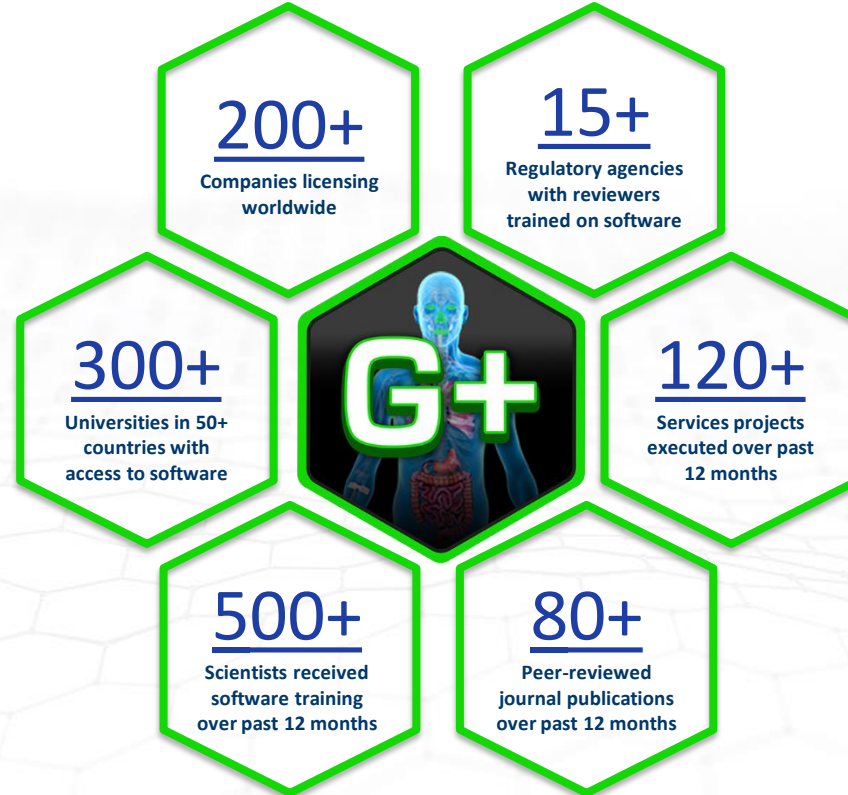 200+
Companies licensing
worldwide
15+
Regulatory agencies
with reviewers
trained on software
300+
Universities in 50+
countries with
access to software
G+
120+
Services projects
executed over past
12 months
500+
Scientists received
software training
over past 12 months
80+
Peer-reviewed
journal publications
over past 12 months